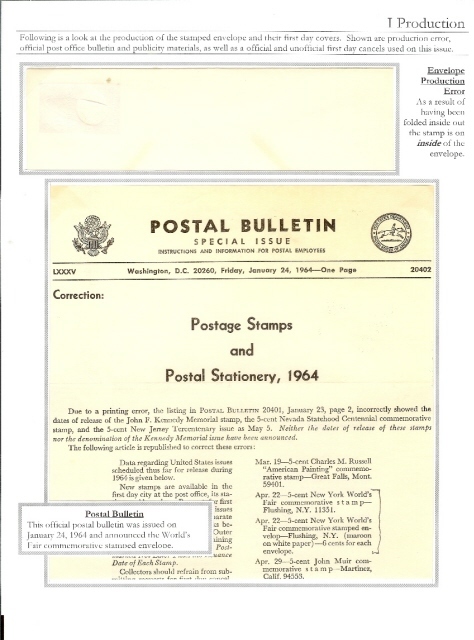 I Production
Following is a look at the production of the stamped envelope and their first day covers. Shown are production error,
official post office bulletin and publicity materials, as well as a official and unofficial first day cancels used on this issue.
Envelope
Production
Error
As a result of
having been
folded inside out
the stamp is on
inside of the
envelope.
POSTAL BULLETIN
SPECIAL ISSUE
INSTRUCTIONS AND INFORMATION FOR POSTAL EMPLOYEES
LXXXV Washington, D.C. 20260, Friday, January 24, 1964—One Page 20402
Correction:
Postage Stamps
and
Postal Stationery, 1964
Due to a printing error, the listing in POSTAL BULLETIN 20401, January 23, page 2, incorrectly showed the
dates of release of the John F. Kennedy Memorial stamp, the 5-cent Nevada Statehood Centennial commemorative
stamp, and the 5-cent New Jersey Tercentenary issue as May 5. Neither the dates of release of these stamps
nor the denomination of the Kennedy Memorial issue have been announced.
The following article is republished to correct these errors:
Data regarding United States issues
scheduled thus far for release during
1964 is given below.
New stamps are available in the
first day city at the post office, its sta-
first
issues
arate
s be-
Outer
ining
Post-
Date of Each Stamp.
Collectors should refrain from sub-
mitting requests for first day cancel
Mar. 19—5-cent Charles M. Russell
"American Painting" commemo-
rative stamp—Great Falls, Mont.
59401.
Apr. 22—5-cent New York World's
Fair commemorative stamp—
Flushing, N.Y. 11351.
Apr. 22—5-cent New York World's
Fair commemorative stamped en-
velop—Flushing, N.Y. (maroon
on white paper)—6 cents for each
envelope.
Apr. 29—5-cent John Muir com-
memorative stamp—Martinez,
Calif. 94553.
Postal Bulletin
This official postal bulletin was issued on
January 24, 1964 and announced the World's
Fair commemorative stamped envelope.